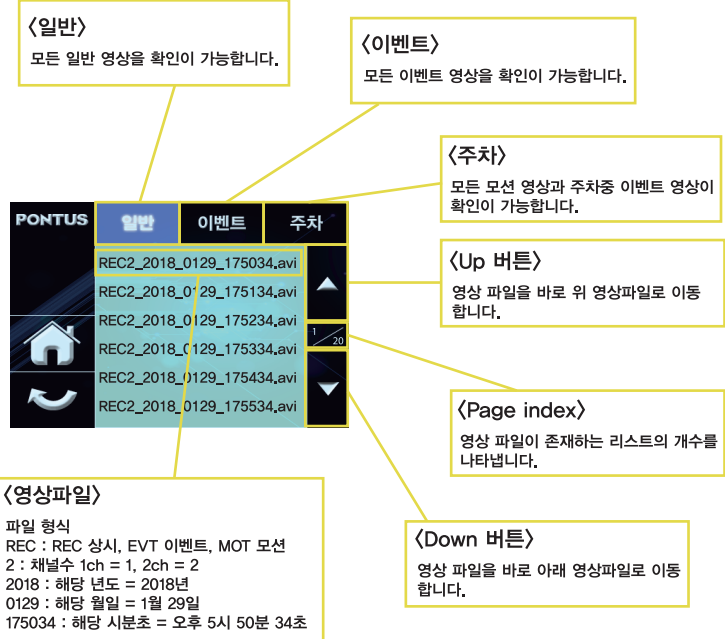 〈일반〉
모든 일반 영상을 확인이 가능합니다.
〈이벤트〉
모든 이벤트 영상을 확인이 가능합니다.
〈주차〉
모든 모션 영상과 주차중 이벤트 영상이
확인이 가능합니다.
PONTUS
일반
이벤트
주차
REC2_2018_0129_175034.avi
REC2_2018_0129_175134.avi
REC2_2018_0129_175234.avi
REC2_2018_0129_175334.avi
REC2_2018_0129_175434.avi
REC2_2018_0129_175534.avi
1/20
〈Up 버튼〉
영상 파일을 바로 위 영상파일로 이동
합니다.
〈Page index〉
영상 파일이 존재하는 리스트의 개수를
나타냅니다.
〈Down 버튼〉
영상 파일을 바로 아래 영상파일로 이동
합니다.
〈영상파일〉
파일 형식
REC : REC 상시, EVT 이벤트, MOT 모션
2 : 채널수 1ch = 1, 2ch = 2
2018 : 해당 년도 = 2018년
0129 : 해당 월일 = 1월 29일
175034 : 해당 시분초 = 오후 5시 50분 34초